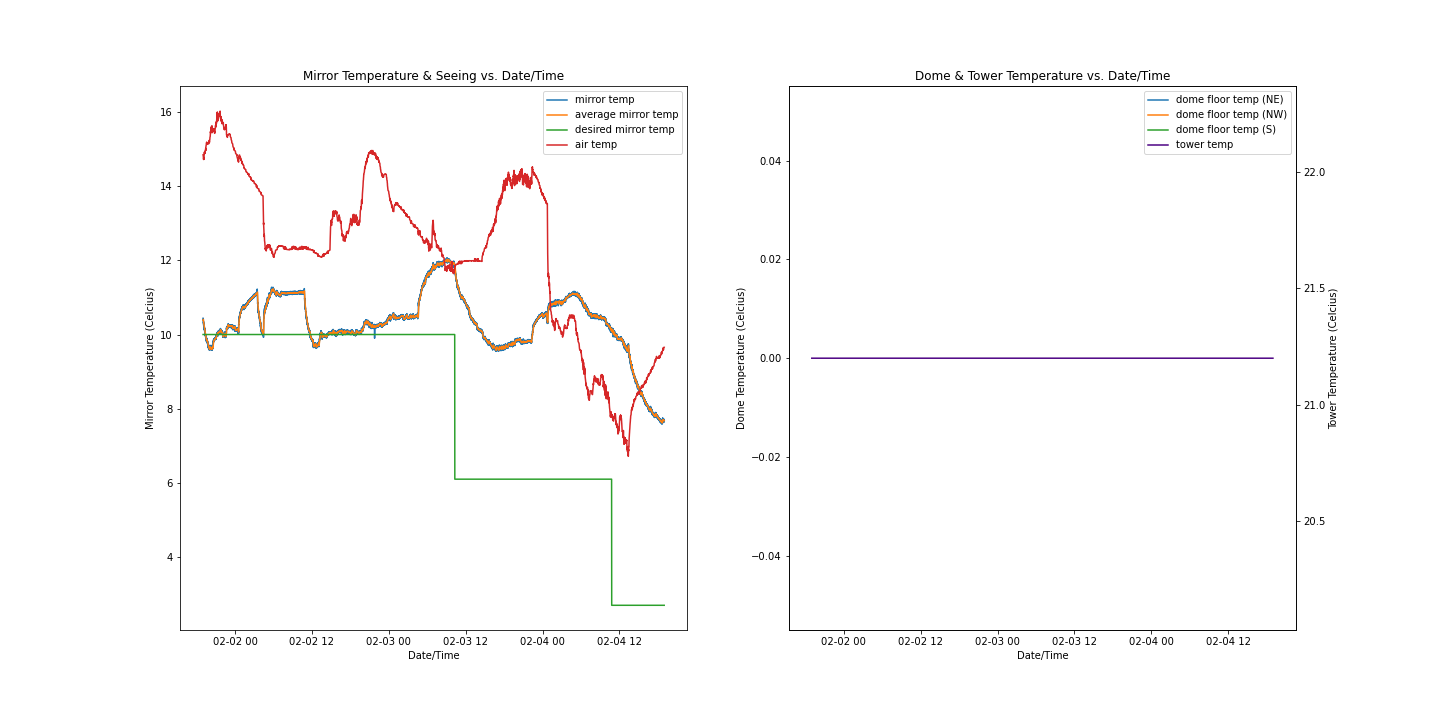 Mirror Temperature & Seeing vs. Date/Time
mirror temp
average mirror temp
desired mirror temp
air temp
16
14
12
10
8
6
4
Mirror Temperature (Celcius)
02-02 00 02-02 12 02-03 00 02-03 12 02-04 00 02-04 12
Date/Time
Dome & Tower Temperature vs. Date/Time
dome floor temp (NE)
dome floor temp (NW)
dome floor temp (S)
tower temp
0.04
0.02
0.00
−0.02
−0.04
Dome Temperature (Celcius)
22.0
21.5
21.0
20.5
Tower Temperature (Celcius)
02-02 00 02-02 12 02-03 00 02-03 12 02-04 00 02-04 12
Date/Time